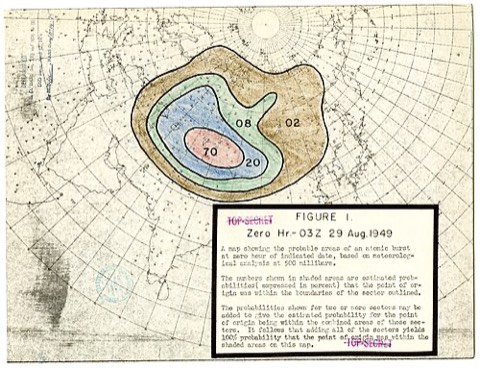 08
02
70
20
TOP SECRET
FIGURE 1.
Zero Hr.-03Z 29 Aug. 1949
A map showing the probable areas of an atomic burst
at zero hour of indicated date, based on meteorolog-
ical analysis at 500 millibars.
The numbers shown in shaded areas are estimated prob-
abilities( expressed in percent) that the point of or-
igin was within the boundaries of the sector outlined.
The probabilities shown for two or more sectors may be
added to give the estimated probability for the point
of origin being within the combined areas of these sec-
tors. It follows that adding all of the sectors yields
100% probability that the point of origin was within the
shaded areas on this map.
TOP SECRET